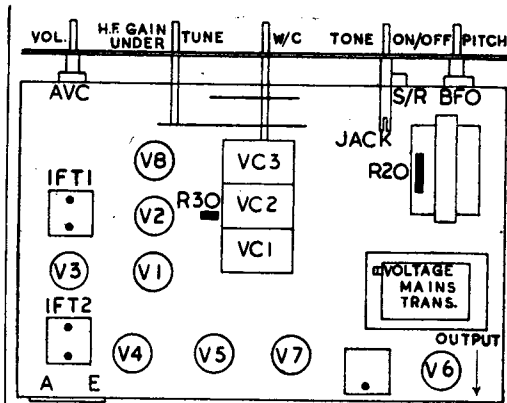 H.F. GAIN
VOL. UNDER TUNE W/C TONE ON/OFF PITCH
AVC S/R BFO
JACK
V8 VC3 R20
IFT1
R30
V2 VC2
V3 V1 VC1
VOLTAGE
MAINS
TRANS.
IFT2
OUTPUT
V4 V5 V7 V6
A E